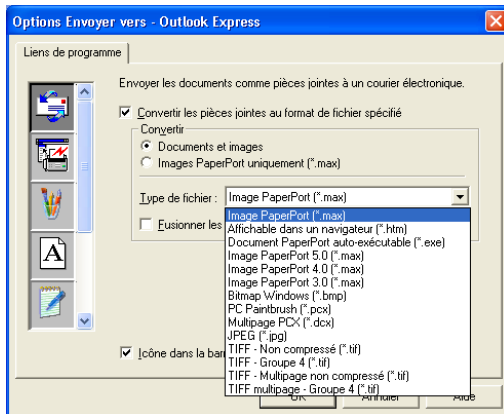 Options Envoyer vers - Outlook Express
Liens de programme
Envoyer les documents comme pièces jointes à un courier électronique.
Convertir les pièces jointes au format de fichier spécifié
Convertir
Documents et images
Images PaperPort uniquement (*.max)
Type de fichier : Image PaperPort (*.max)
Fusionner les
Image PaperPort (*.max)
Affichable dans un navigateur (*.htm)
Document PaperPort auto-exécutable (*.exe)
Image PaperPort 5.0 (*.max)
Image PaperPort 4.0 (*.max)
Image PaperPort 3.0 (*.max)
Bitmap Windows (*.bmp)
PC Paintbrush (*.pcx)
Multipage PCX (*.dcx)
JPEG (*.jpg)
TIFF - Non compressé (*.tif)
TIFF - Groupe 4 (*.tif)
TIFF - Multipage non compressé (*.tif)
TIFF multipage - Groupe 4 (*.tif)
Icône dans la barr
OK Annuler Aide